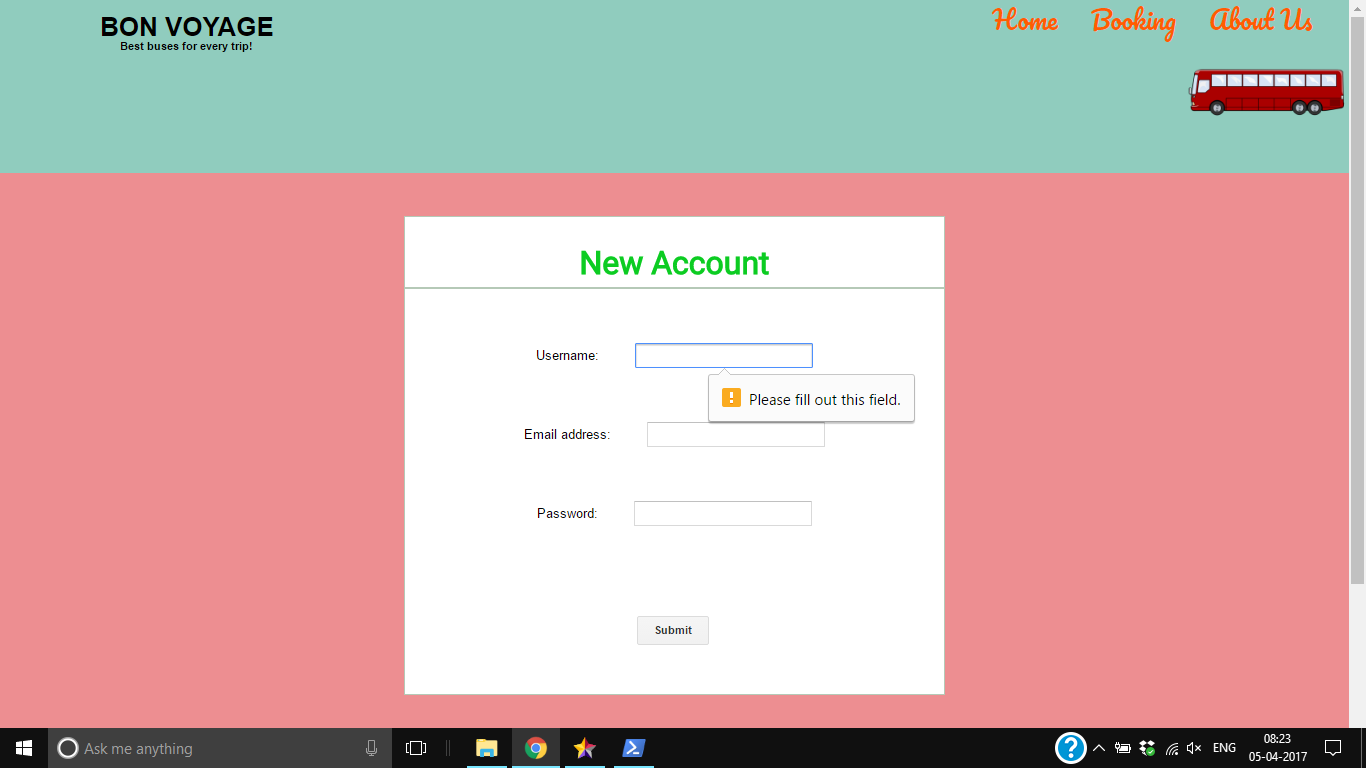 BON VOYAGE
Best buses for every trip!
Home Booking About Us
New Account
Username:
Please fill out this field.
Email address:
Password:
Submit
Ask me anything
ENG
08:23
05-04-2017